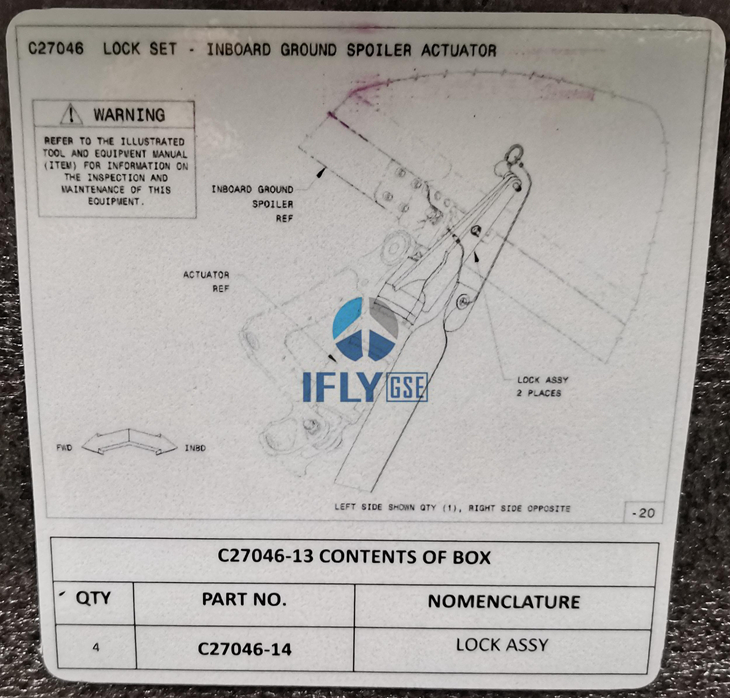 C27046 LOCK SET - INBOARD GROUND SPOILER ACTUATOR
WARNING
REFER TO THE ILLUSTRATED
TOOL AND EQUIPMENT MANUAL
(ITEM) FOR INFORMATION ON
THE INSPECTION AND
MAINTENANCE OF THIS
EQUIPMENT.
INBOARD GROUND
SPOILER
REF
ACTUATOR
REF
IFLY GSE
LOCK ASSY
2 PLACES
FWD
INBD
LEFT SIDE SHOWN QTY (1), RIGHT SIDE OPPOSITE
-20
C27046-13 CONTENTS OF BOX
QTY PART NO. NOMENCLATURE
4 C27046-14 LOCK ASSY